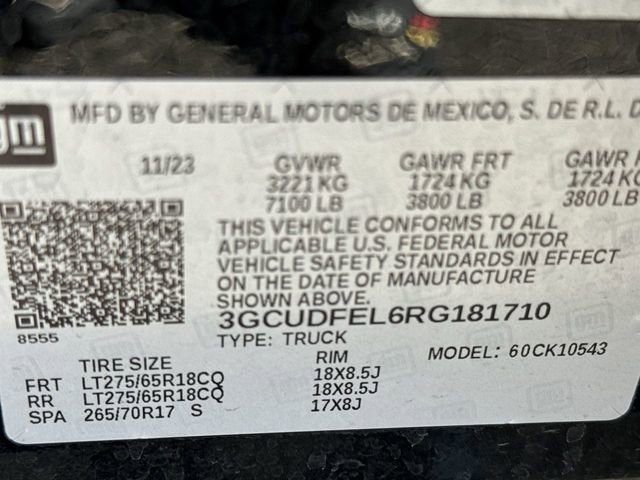 gm
MFD BY GENERAL MOTORS DE MEXICO, S. DE R.L. D
11/23 GVWR GAWR FRT GAWR
3221 KG 1724 KG 1724 KG
7100 LB 3800 LB 3800 LB
THIS VEHICLE CONFORMS TO ALL
APPLICABLE U.S. FEDERAL MOTOR
VEHICLE SAFETY STANDARDS IN EFFECT
ON THE DATE OF MANUFACTURE
SHOWN ABOVE.
8555 3GCUDFEL6RG181710
TYPE: TRUCK MODEL: 60CK10543
TIRE SIZE RIM
FRT LT275/65R18CQ 18X8.5J
RR LT275/65R18CQ 18X8.5J
SPA 265/70R17 S 17X8J